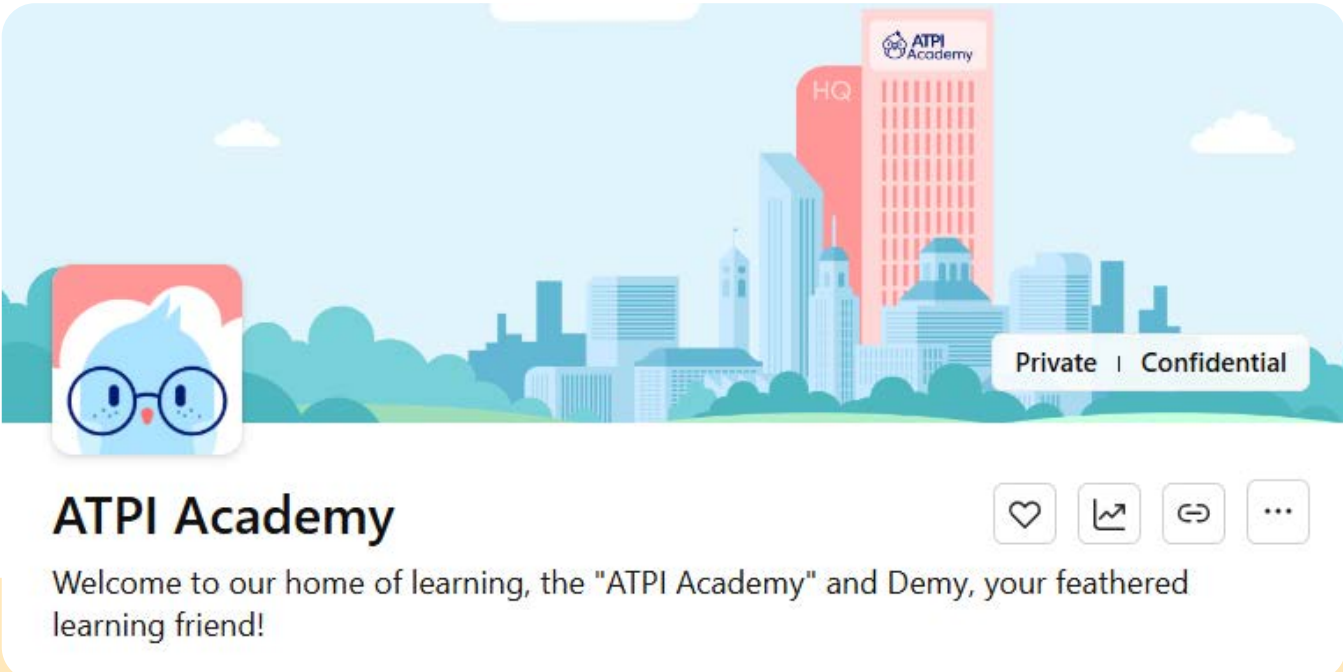 ATPI
Academy
HQ
Private | Confidential
ATPI Academy
Welcome to our home of learning, the "ATPI Academy" and Demy, your feathered
learning friend!